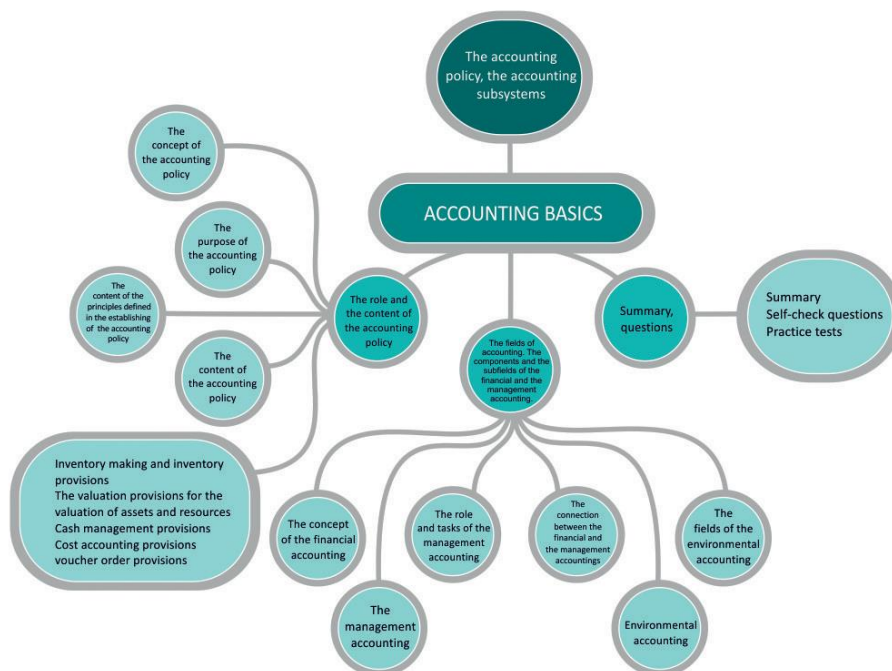 The accounting
policy, the accounting
subsystems
ACCOUNTING BASICS
The
concept of
the accounting
policy
The
purpose of
the accounting
policy
The
content of the
principles defined
in the establishing
of the accounting
policy
The
content of
the accounting
policy
Inventory making and inventory
provisions
The valuation provisions for the
valuation of assets and resources
Cash management provisions
Cost accounting provisions
voucher order provisions
The role and
the content of
the accounting
policy
The fields of
accounting. The
components and the
subfields of the
financial and the
management
accounting.
Summary,
questions
Summary
Self-check questions
Practice tests
The concept
of the financial
accounting
The
management
accounting
The role
and tasks of the
management
accounting
The
connection
between the
financial and
the management
accountings
Environmental
accounting
The
fields of the
environmental
accounting